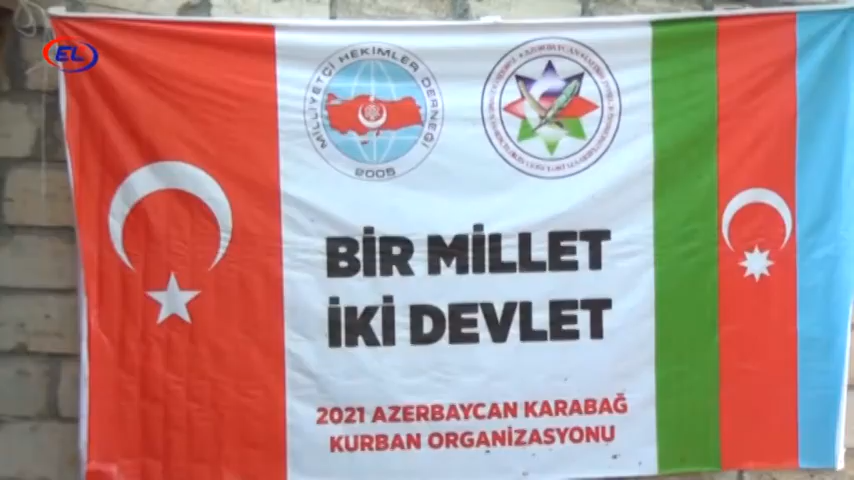 EL
MİLLİYETÇİ HEKİMLER DERNEĞİ
2005
BİR MİLLET
İKİ DEVLET
2021 AZERBAYCAN KARABAĞ
KURBAN ORGANİZASYONU